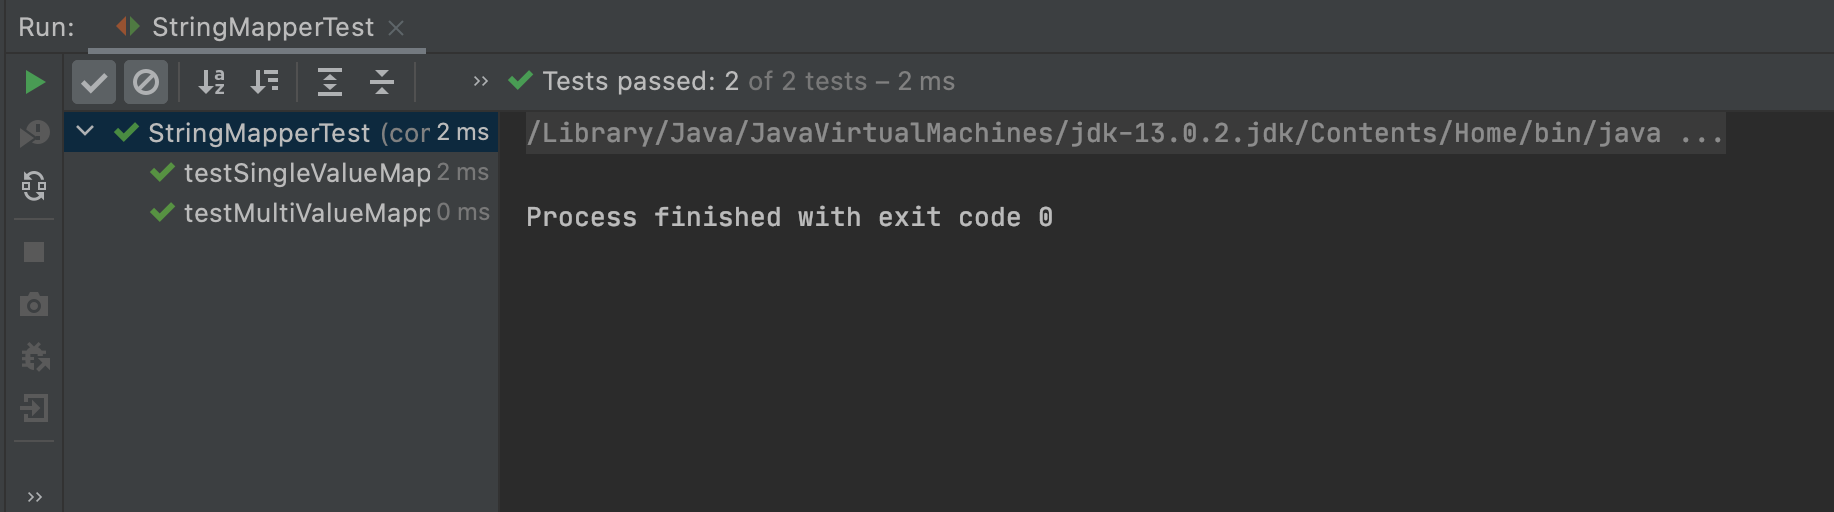 Run: StringMapperTest
Tests passed: 2 of 2 tests – 2 ms
StringMapperTest (cor 2 ms
testSingleValueMap 2 ms
testMultiValueMapp 0 ms
/Library/Java/JavaVirtualMachines/jdk-13.0.2.jdk/Contents/Home/bin/java ...
Process finished with exit code 0